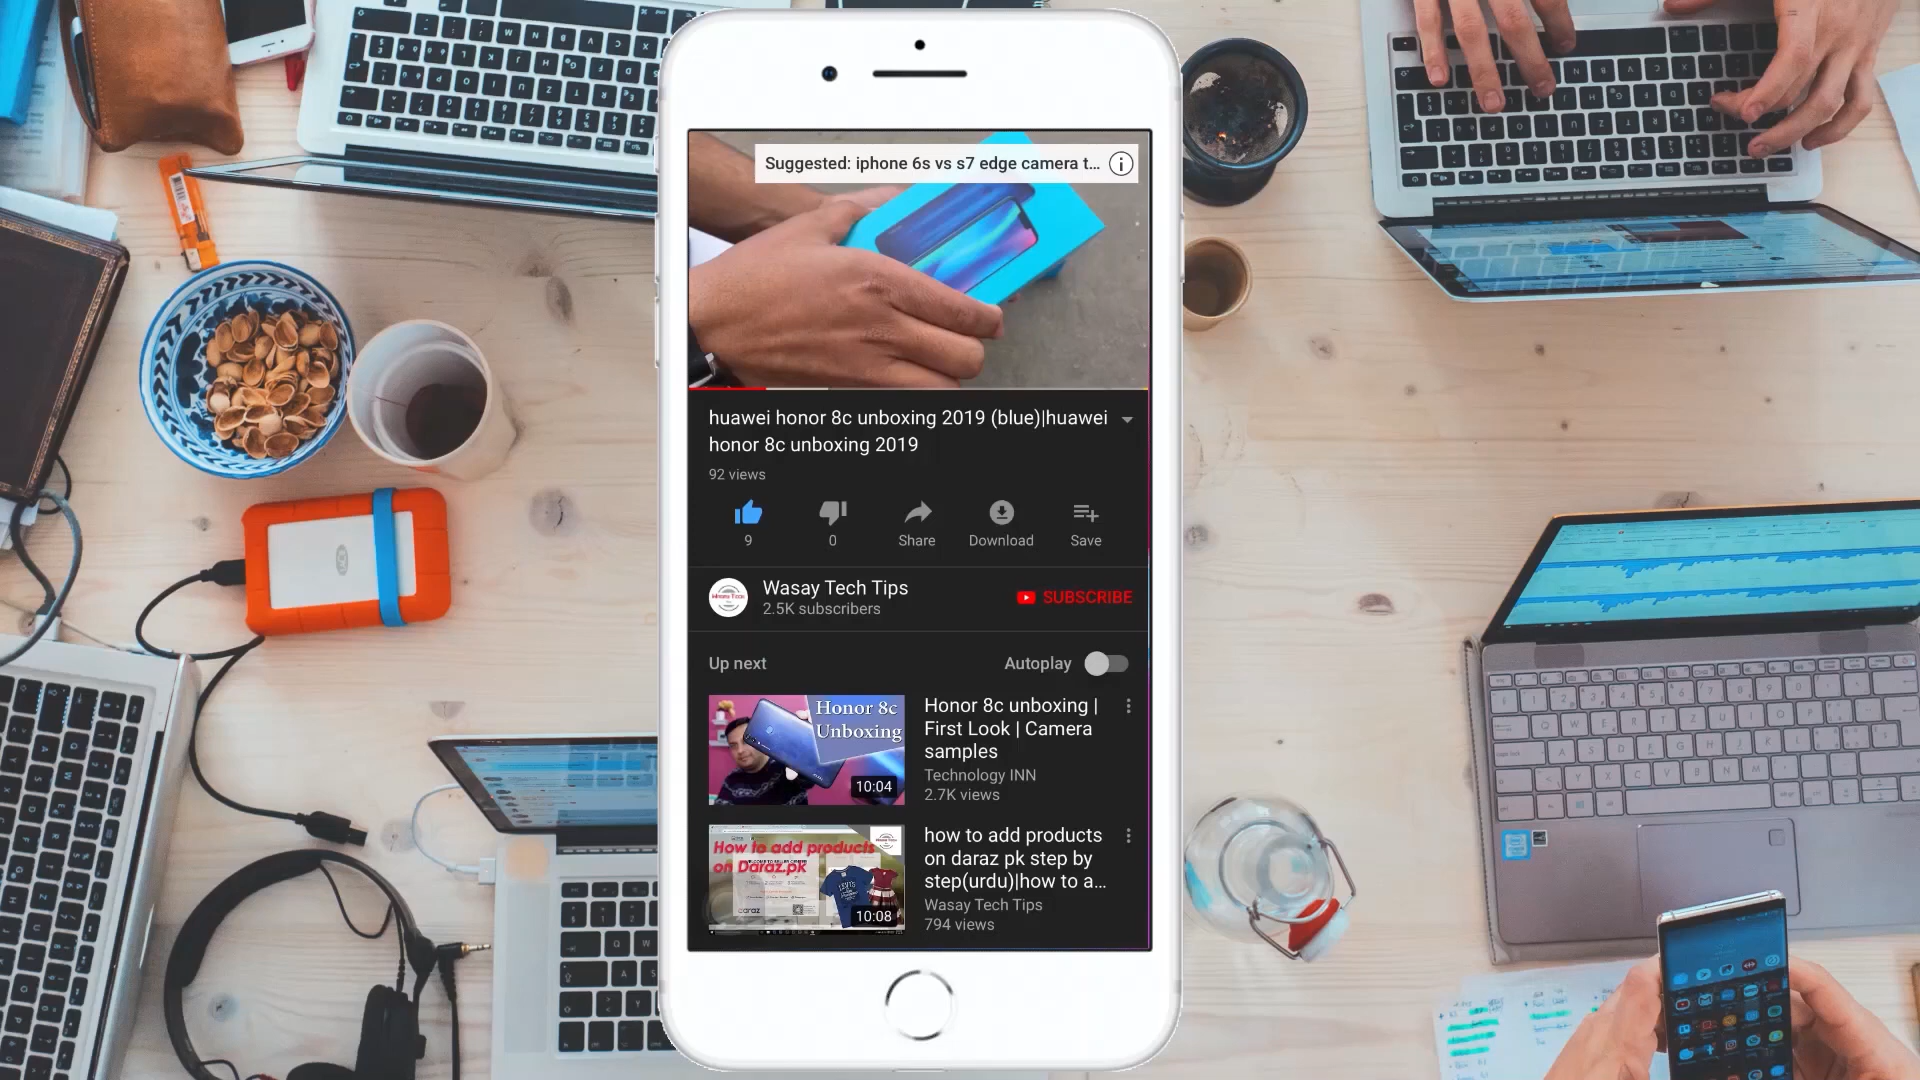 Suggested: iphone 6s vs s7 edge camera t...
huawei honor 8c unboxing 2019 (blue)|huawei
honor 8c unboxing 2019
92 views
9
0
Share
Download
Save
Wasay Tech Tips
2.5K subscribers
SUBSCRIBE
Up next
Autoplay
Honor 8c
Unboxing
10:04
Honor 8c unboxing |
First Look | Camera
samples
Technology INN
2.7K views
How to add products
on Daraz.pk
10:08
how to add products
on daraz pk step by
step(urdu)|how to a...
Wasay Tech Tips
794 views